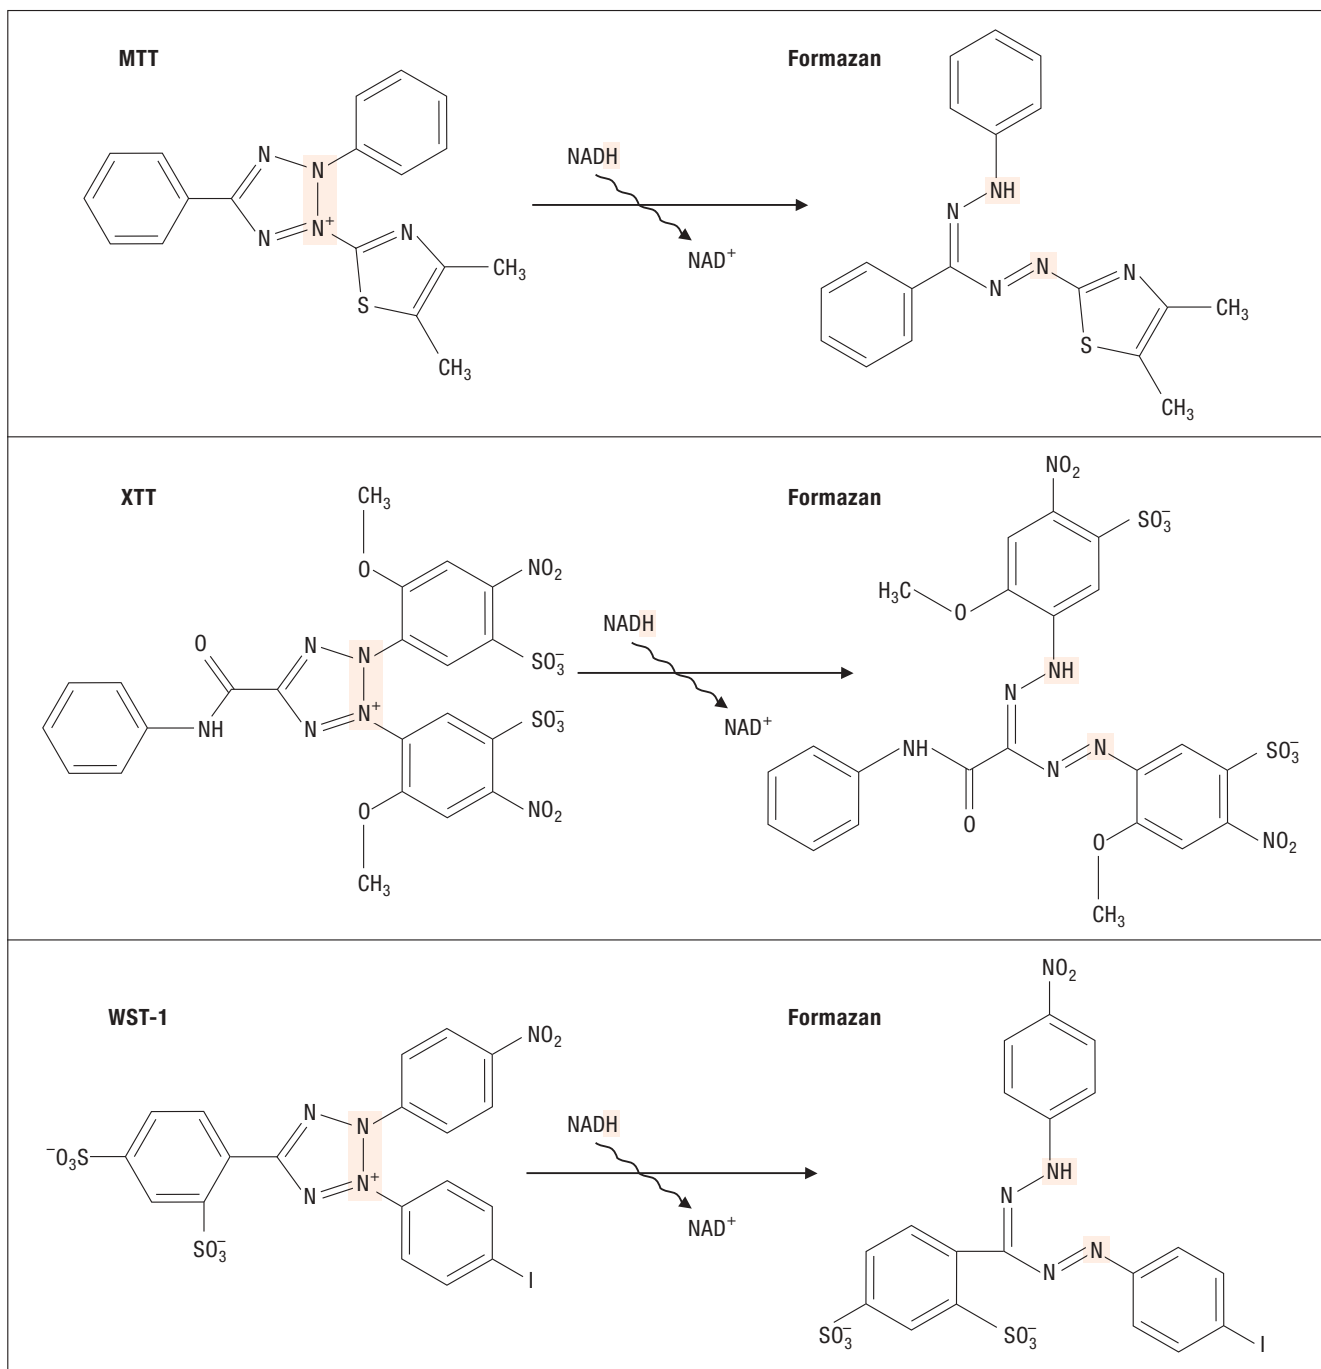 MTT
Formazan
N
N
N
N⁺
N
S
CH₃
CH₃
NADH
NAD⁺
NH
N
N
N
N
S
CH₃
CH₃
XTT
Formazan
CH₃
O
NO₂
O
N
N
SO₃⁻
NH
N
N⁺
SO₃⁻
O
NO₂
CH₃
NADH
NAD⁺
NO₂
SO₃⁻
H₃C
O
NH
N
NH
N
N
SO₃⁻
O
O
NO₂
CH₃
WST-1
Formazan
NO₂
N
N
⁻O₃S
N
N⁺
SO₃⁻
I
NADH
NAD⁺
NO₂
NH
N
N
N
SO₃⁻
SO₃⁻
I